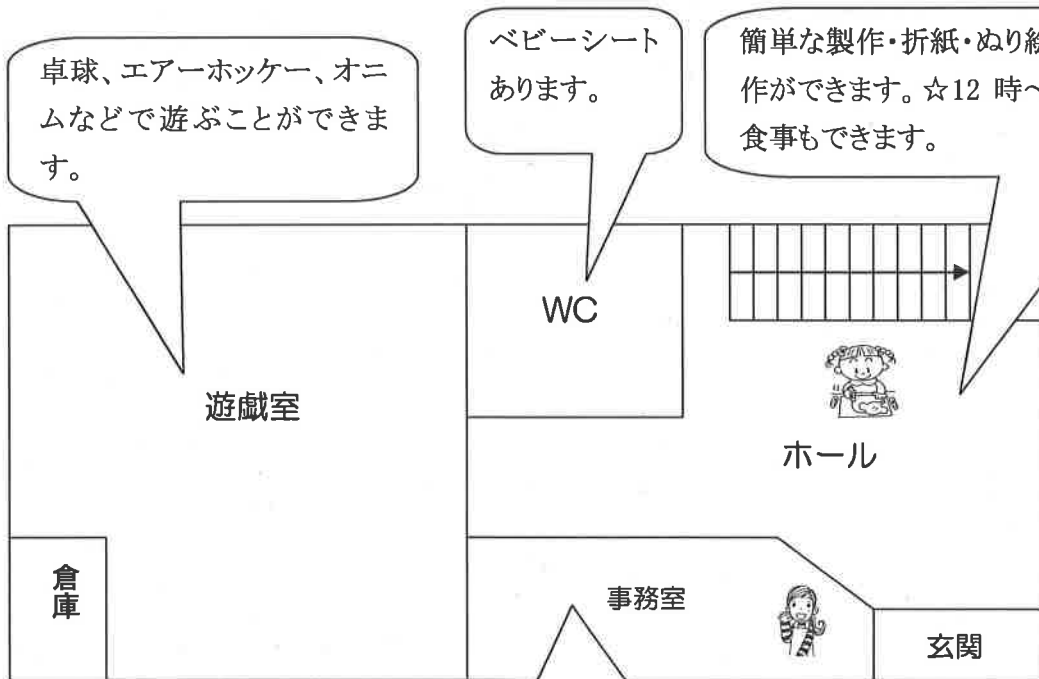 卓球、エアーホッケー、オニ
ムなどで遊ぶことができま
す。
ベビーシート
あります。
簡単な製作・折紙・ぬり絵
作ができます。☆12 時~
食事もできます。
WC
遊戯室
ホール
倉庫
事務室
玄関